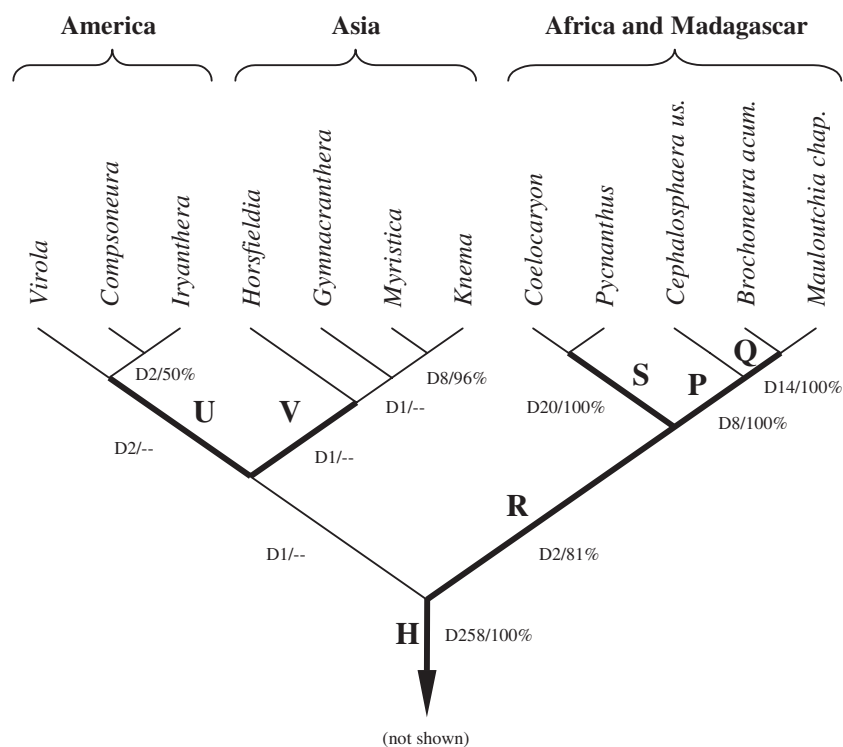 America
Asia
Africa and Madagascar
Virola
Compsoneura
Iryanthera
Horsfieldia
Gymnacranthera
Myristica
Knema
Coelocaryon
Pycnanthus
Cephalosphaera us.
Brochoneura acum.
Mauloutchia chap.
Q
D2/50%
D8/96%
S
P
D14/100%
U
V
D1/--
D20/100%
D8/100%
D2/--
D1/--
R
D1/--
D2/81%
H
D258/100%
(not shown)